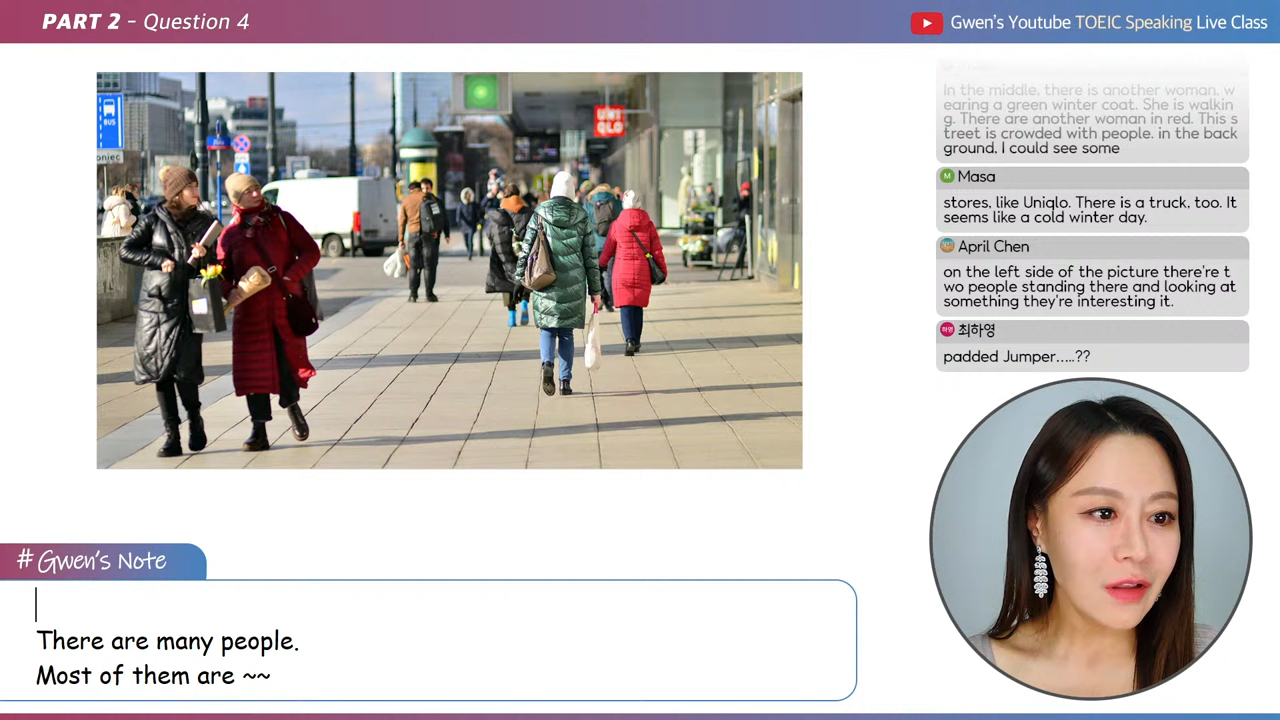 PART 2 - Question 4
Gwen's Youtube TOEIC Speaking Live Class
BUS
oniec
UNI
QLO
In the middle, there is another woman, w
earing a green winter coat. She is walkin
g. There are another woman in red. This s
treet is crowded with people. in the back
ground, I could see some
M Masa
stores, like Uniqlo. There is a truck, too. It
seems like a cold winter day.
April Chen
on the left side of the picture there're t
wo people standing there and looking at
something they're interesting it.
하영 최하영
padded Jumper.....??
# Gwen's Note
There are many people.
Most of them are ~~